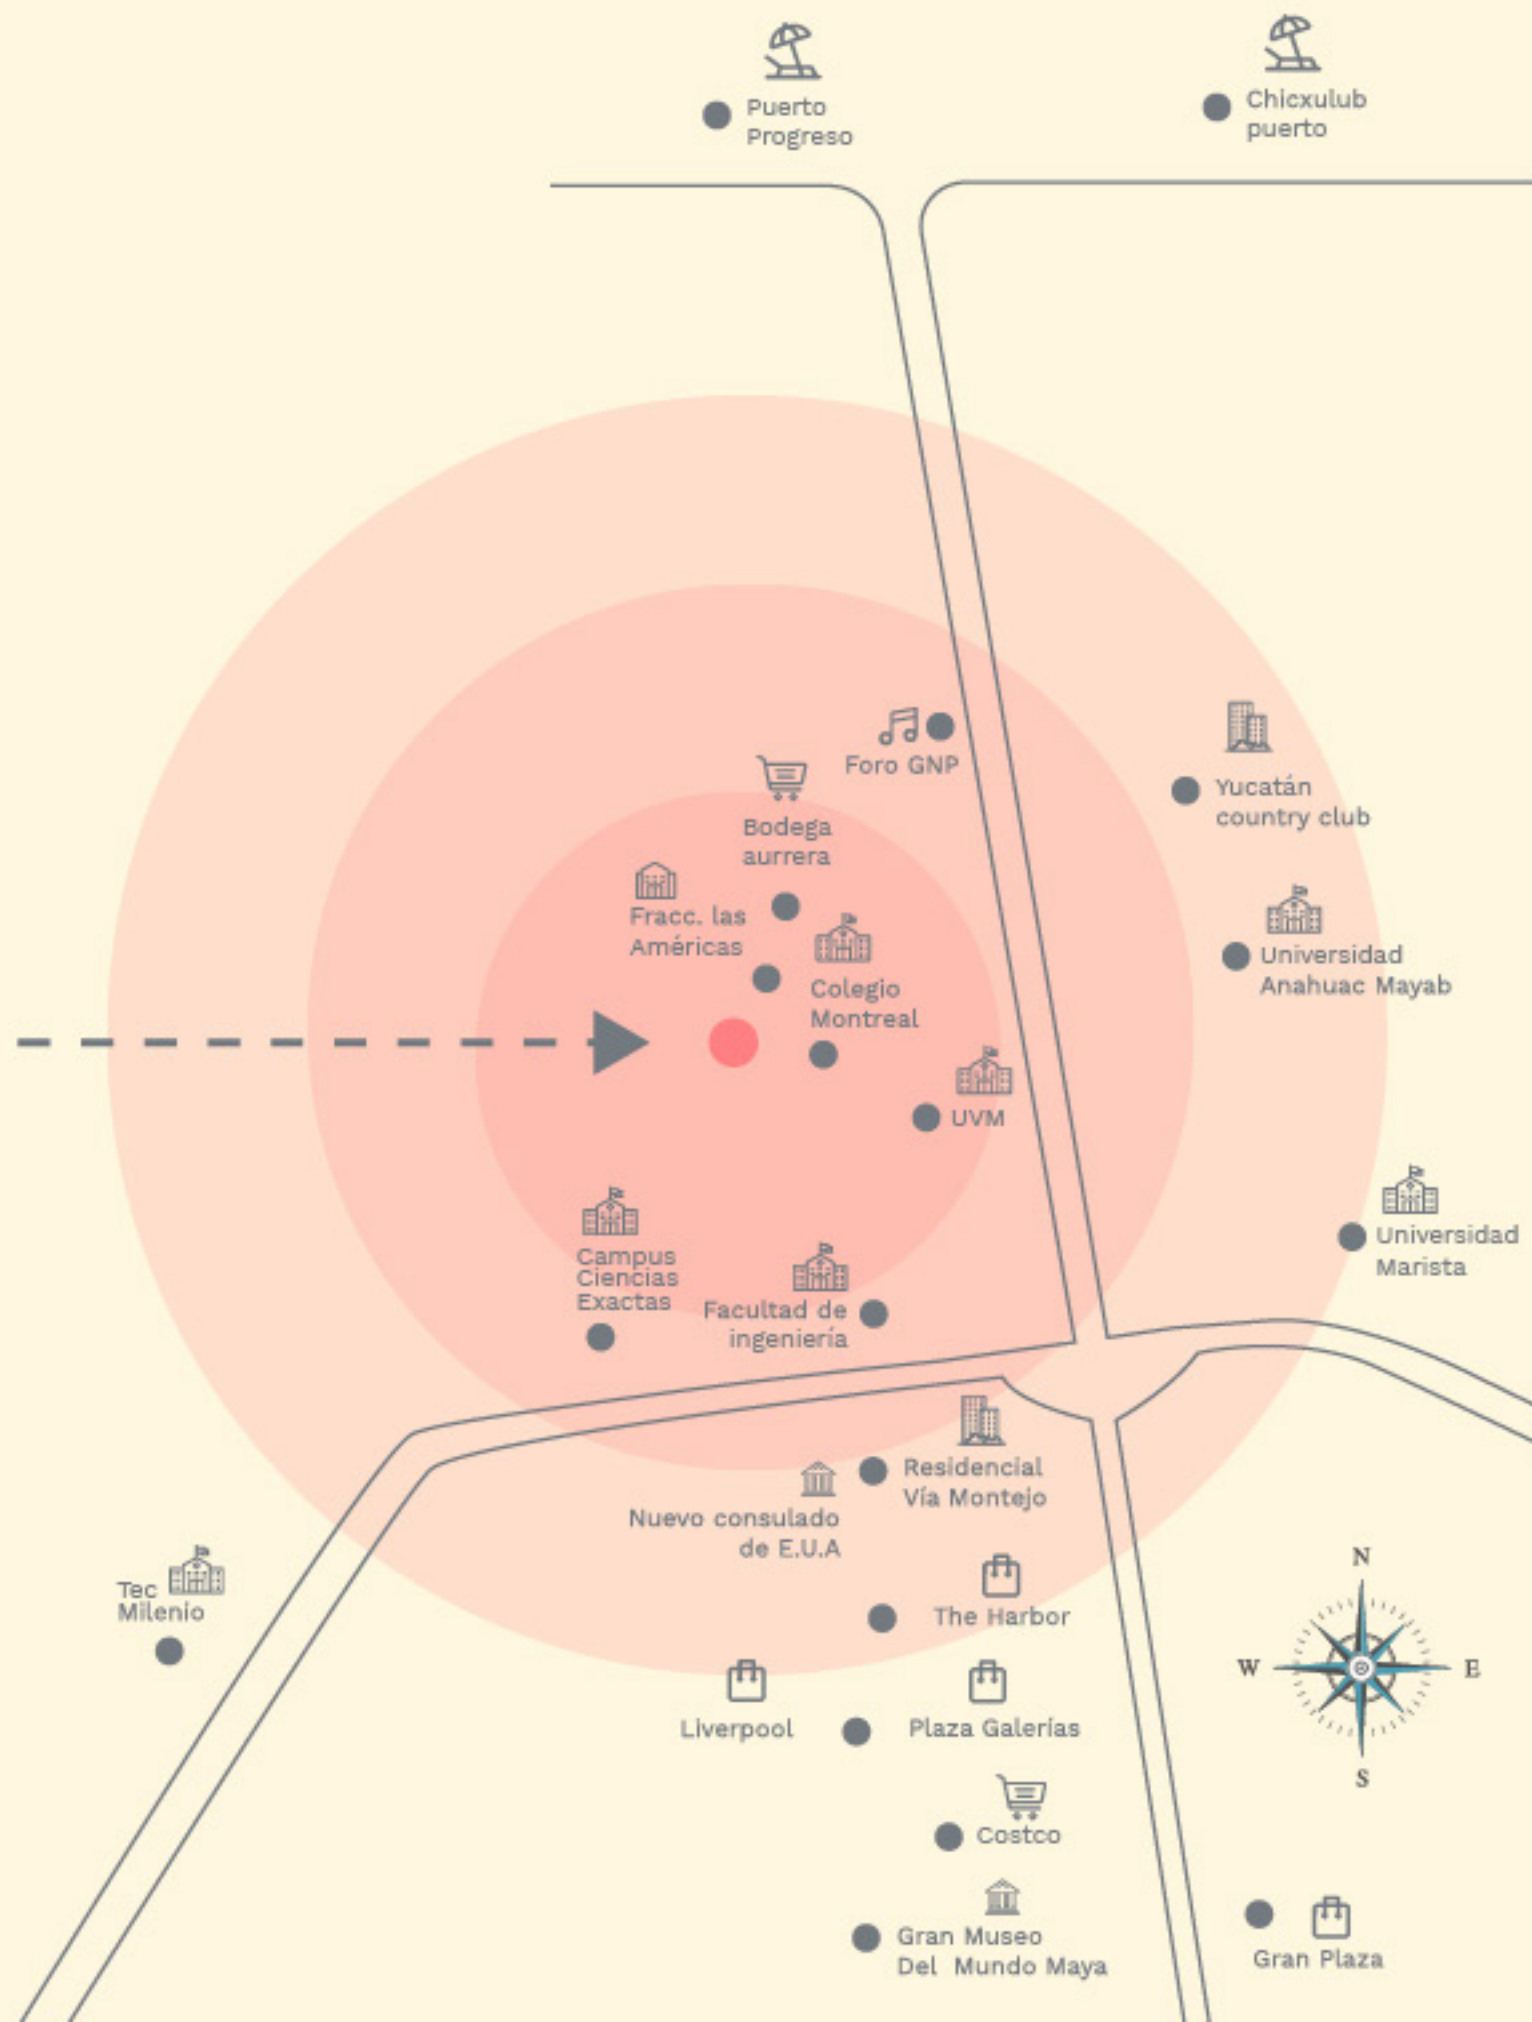 Puerto
Progreso
Chicxulub
puerto
Foro GNP
Bodega
aurrera
Yucatán
country club
Fracc. las
Américas
Colegio
Montreal
Universidad
Anahuac Mayab
UVM
Universidad
Marista
Campus
Ciencias
Exactas
Facultad de
ingeniería
Residencial
Vía Montejo
Nuevo consulado
de E.U.A
The Harbor
Tec
Milenio
N
W
E
S
Liverpool
Plaza Galerías
Costco
Gran Museo
Del Mundo Maya
Gran Plaza